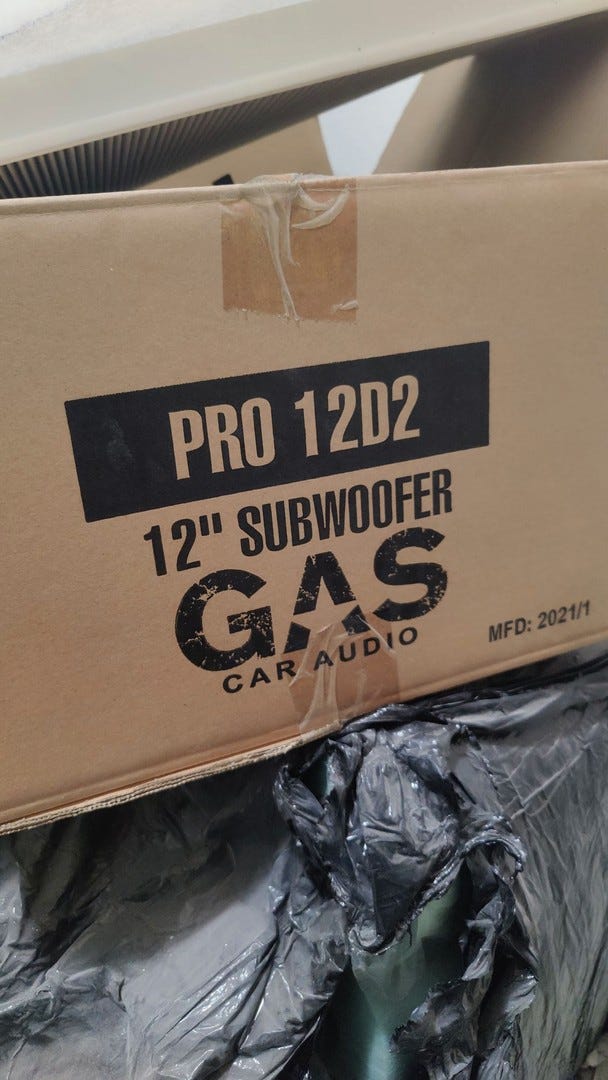 PRO 12D2
12" SUBWOOFER
GAS
CAR AUDIO
MFD: 2021/1